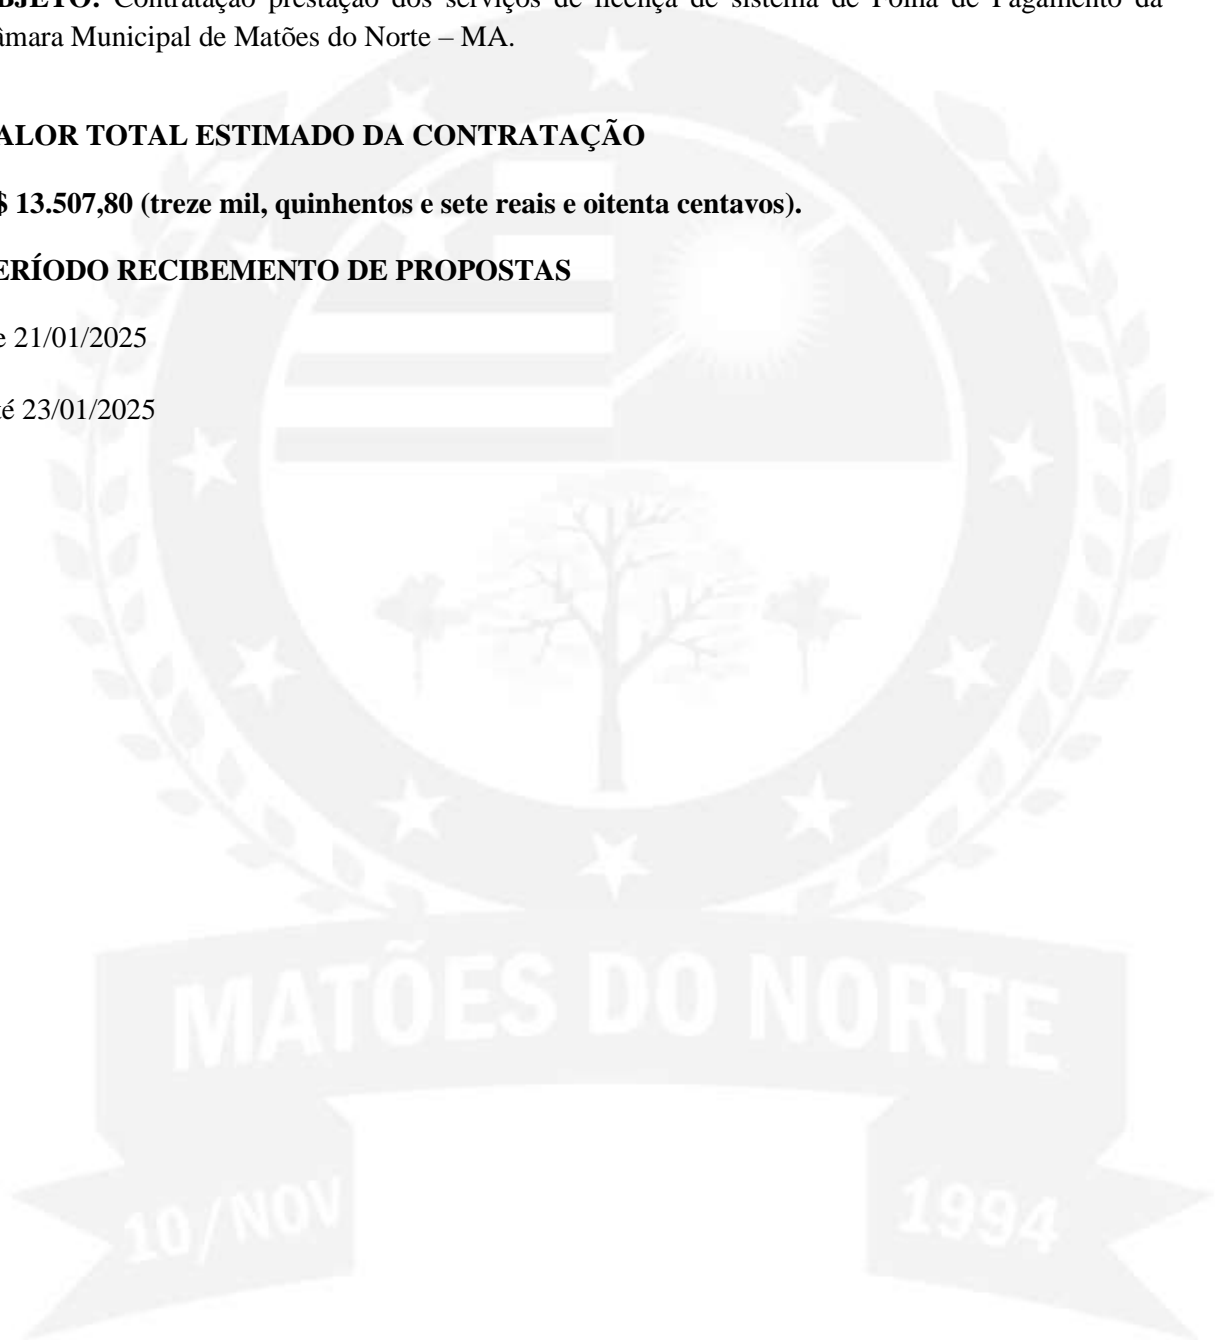 BJETO: Contratação prestação dos serviços de licença de sistema de Folha de Pagamento da
âmara Municipal de Matões do Norte – MA.
ALOR TOTAL ESTIMADO DA CONTRATAÇÃO
$ 13.507,80 (treze mil, quinhentos e sete reais e oitenta centavos).
ERÍODO RECIBEMENTO DE PROPOSTAS
e 21/01/2025
té 23/01/2025
MATÕES DO NORTE
10/NOV 1994